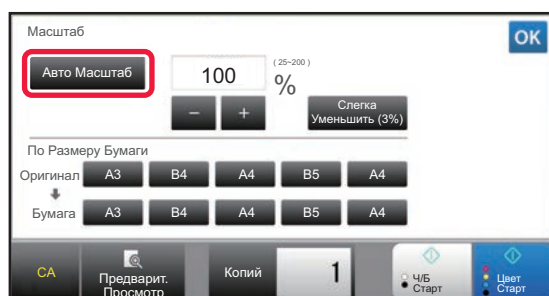 Масштаб
OK
Авто Масштаб
100
(25~200)
%
−
+
Слегка
Уменьшить (3%)
По Размеру Бумаги
Оригинал A3 B4 A4 B5 A4
Бумага A3 B4 A4 B5 A4
CA
Предварит.
Просмотр
Копий
1
Ч/Б
Старт
Цвет
Старт